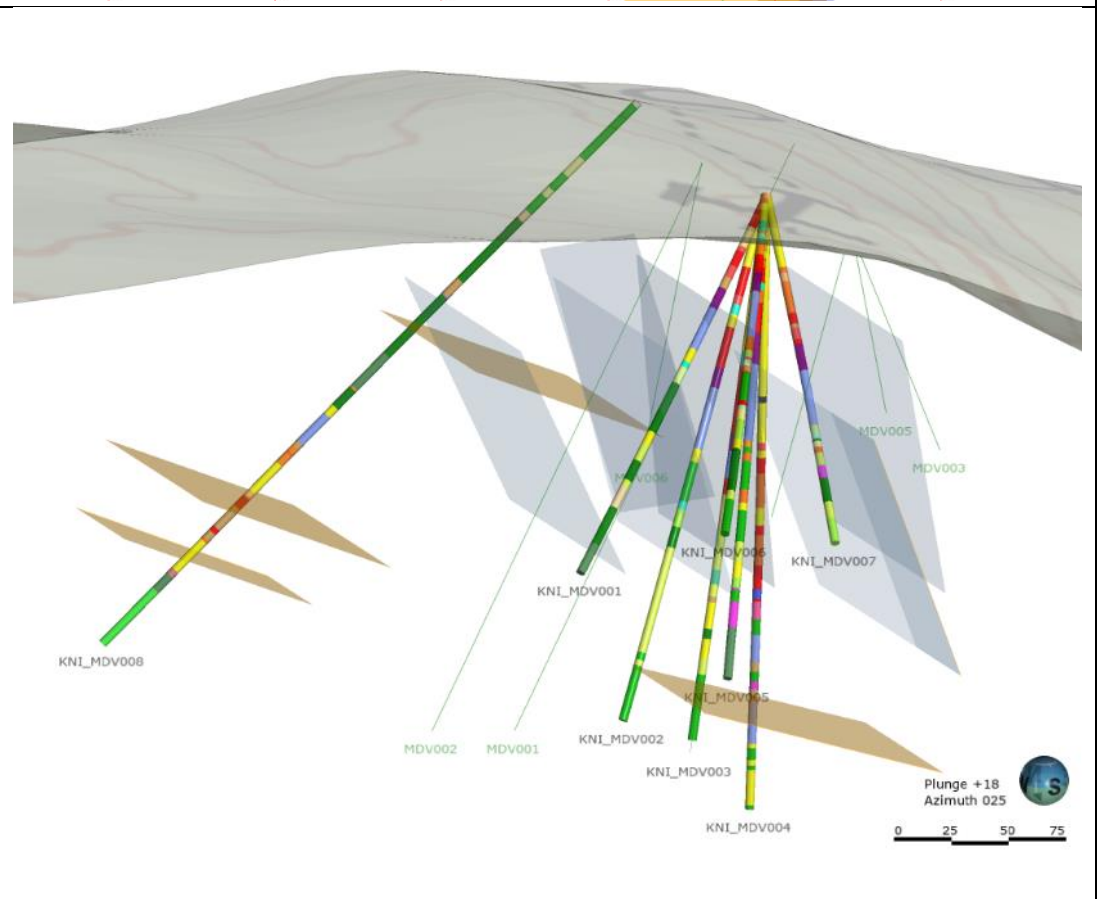 MDV005
MDV003
MDV006
KNI_MDV006
KNI_MDV007
KNI_MDV001
KNI_MDV008
KNI_MDV005
MDV002
MDV001
KNI_MDV002
KNI_MDV003
Plunge +18
Azimuth 025
S
KNI_MDV004
0 25 50 75